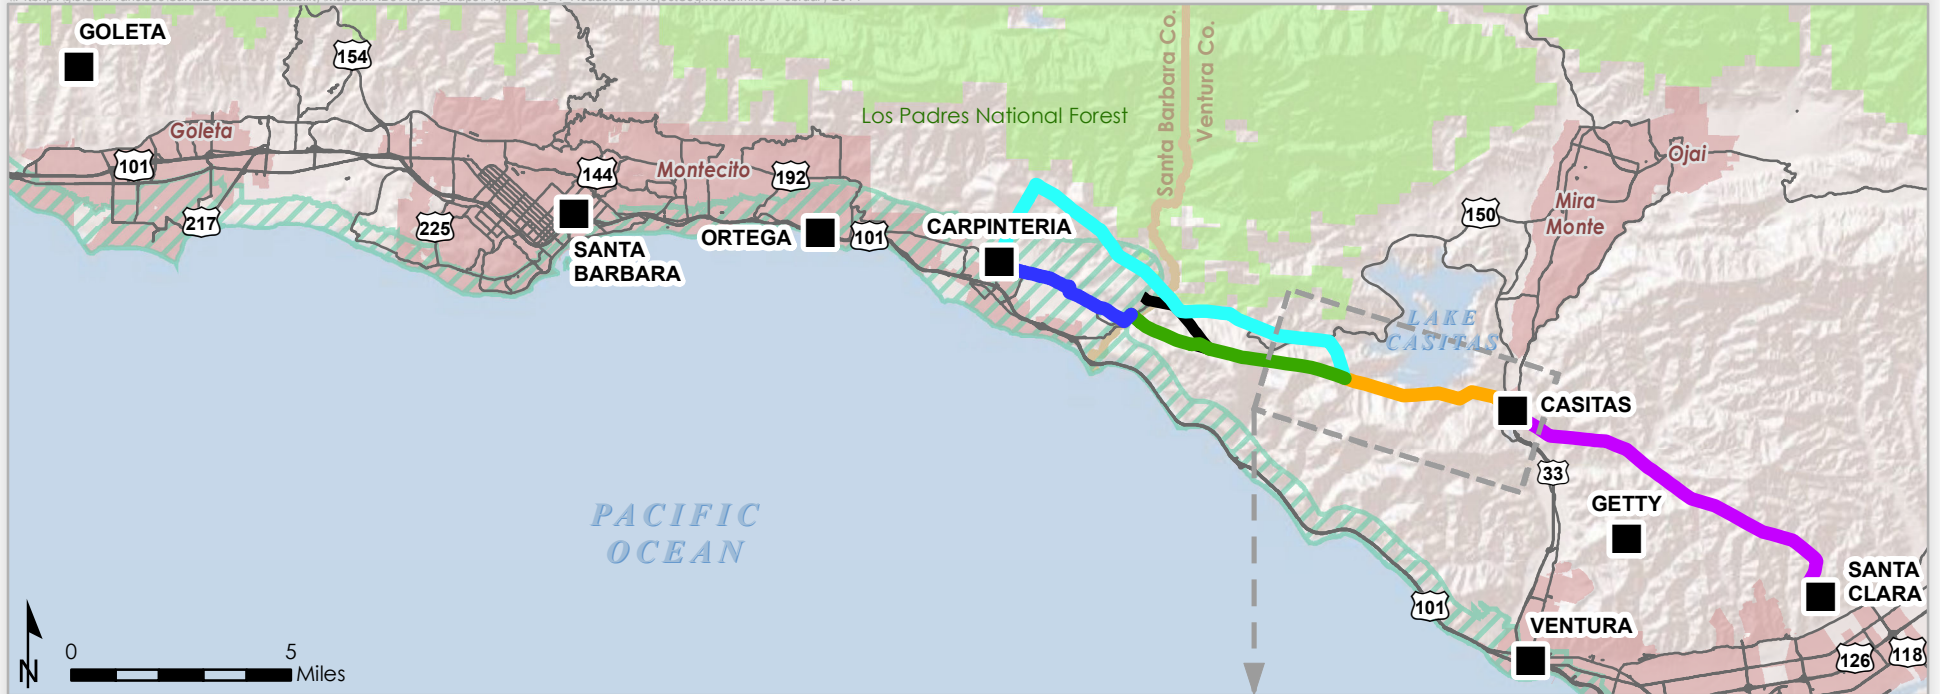 GOLETA
154
Santa Barbara Co.
Ventura Co.
Los Padres National Forest
Goleta
101
144
Montecito
192
Ojai
217
225
SANTA
BARBARA
ORTEGA
101
CARPINTERIA
150
Mira
Monte
LAKE
CASITAS
CASITAS
33
GETTY
PACIFIC
OCEAN
SANTA
CLARA
101
VENTURA
126
118
N
0
5
Miles